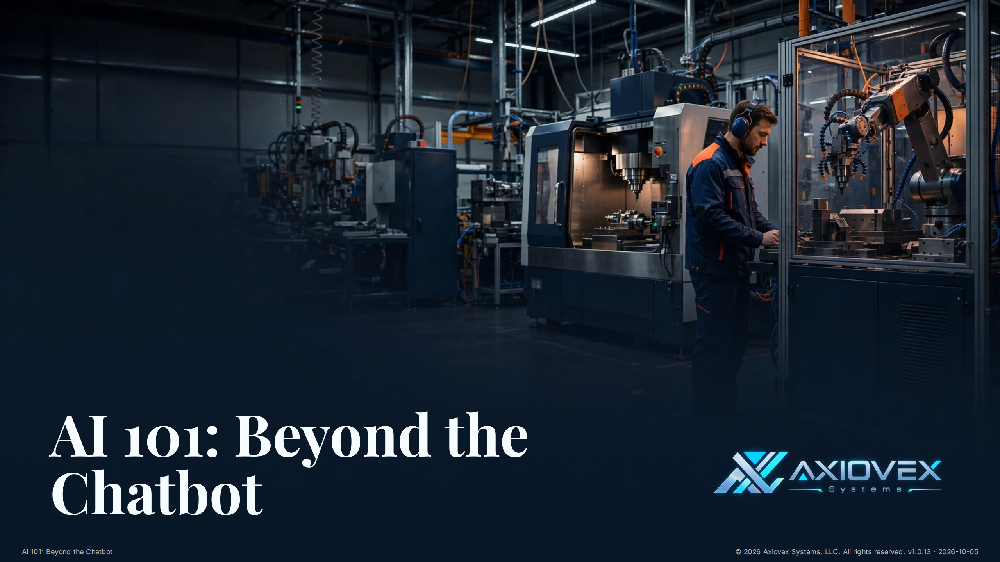 AI 101: Beyond the
Chatbot
AXIOVEX
Systems
AI 101: Beyond the Chatbot
© 2026 Axiovex Systems, LLC. All rights reserved. v1.0.13 · 2026-10-05